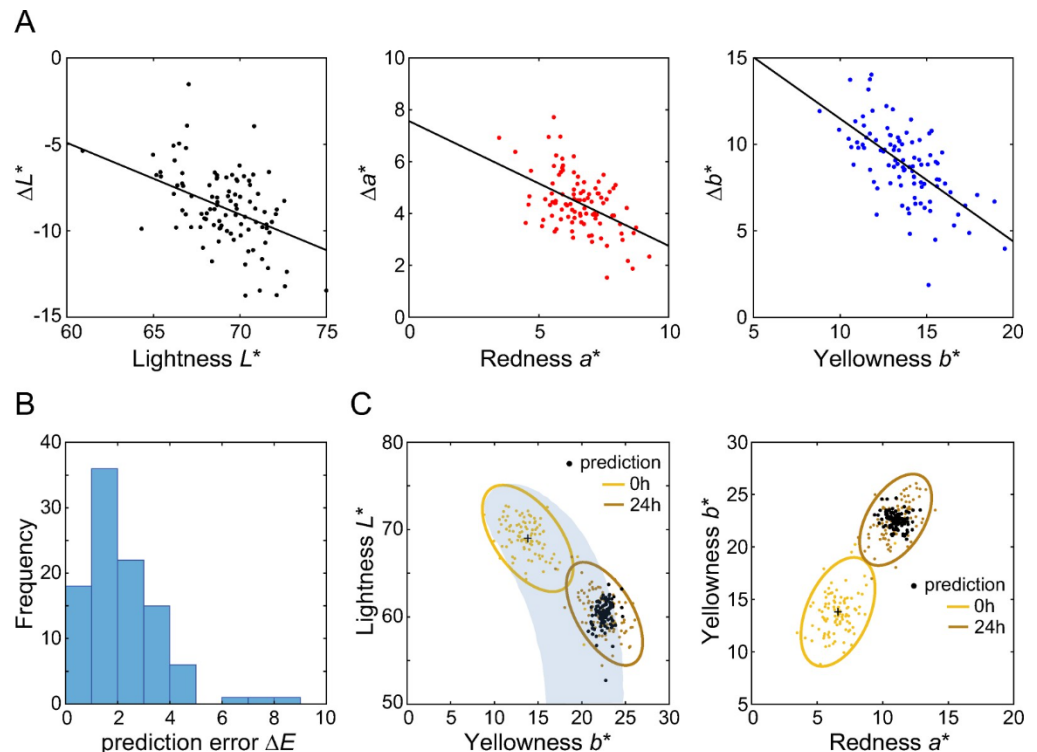 A
0
-5
-10
-15
ΔL*
60
65
70
75
Lightness L*
10
8
6
4
2
0
Δa*
0
5
10
Redness a*
15
10
5
0
Δb*
5
10
15
20
Yellowness b*
B
40
30
20
10
0
Frequency
0
2
4
6
8
10
prediction error ΔE
C
80
70
60
50
Lightness L*
prediction
0h
24h
0
5
10
15
20
25
30
Yellowness b*
30
25
20
15
10
5
Yellowness b*
prediction
0h
24h
0
5
10
15
20
Redness a*